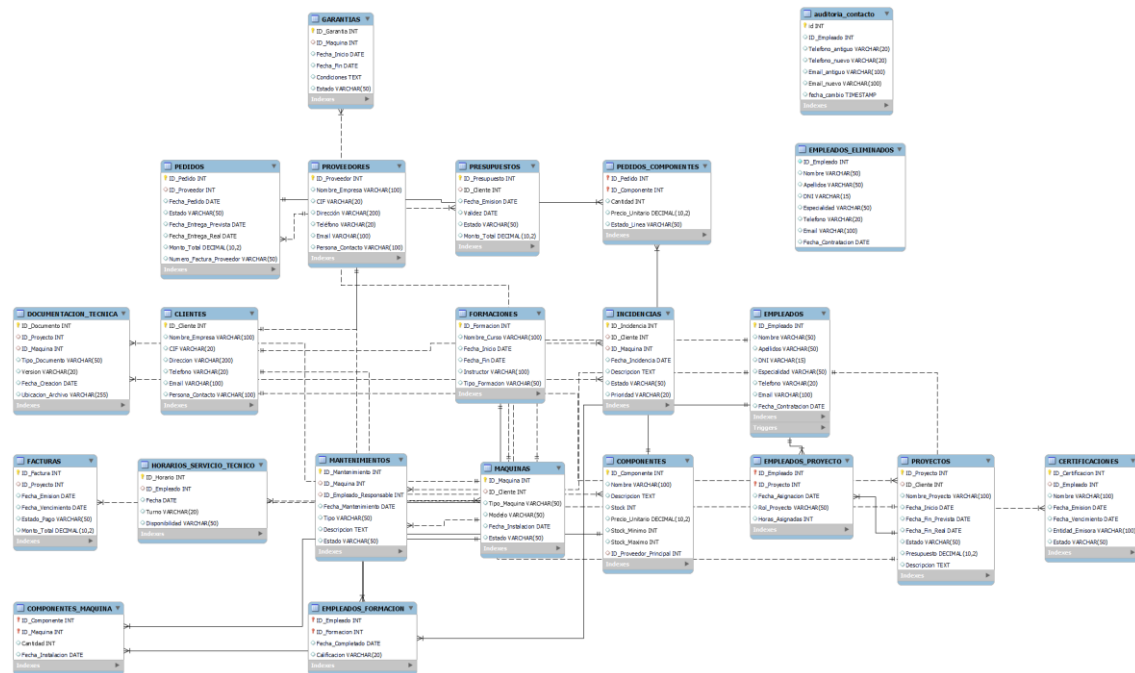 GARANTIAS
ID_Garantia INT
ID_Maquina INT
Fecha_Inicio DATE
Fecha_Fin DATE
Condiciones TEXT
Estado VARCHAR(50)
Indexes
auditoria_contacto
id INT
ID_Empleado INT
Telefono_antiguo VARCHAR(20)
Telefono_nuevo VARCHAR(20)
Email_antiguo VARCHAR(100)
Email_nuevo VARCHAR(100)
fecha_cambio TIMESTAMP
Indexes
PEDIDOS
ID_Pedido INT
ID_Proveedor INT
Fecha_Pedido DATE
Estado VARCHAR(50)
Fecha_Entrega_Prevista DATE
Fecha_Entrega_Real DATE
Monto_Total DECIMAL(10,2)
Numero_Factura_Proveedor VARCHAR(50)
Indexes
PROVEEDORES
ID_Proveedor INT
Nombre_Empresa VARCHAR(100)
CIF VARCHAR(20)
Dirección VARCHAR(200)
Teléfono VARCHAR(20)
Email VARCHAR(100)
Persona_Contacto VARCHAR(100)
Indexes
PRESUPUESTOS
ID_Presupuesto INT
ID_Cliente INT
Fecha_Emision DATE
Validez DATE
Estado VARCHAR(50)
Monto_Total DECIMAL(10,2)
Indexes
PEDIDOS_COMPONENTES
ID_Pedido INT
ID_Componente INT
Cantidad INT
Precio_Unitario DECIMAL(10,2)
Estado_Linea VARCHAR(50)
Indexes
EMPLEADOS_ELIMINADOS
ID_Empleado INT
Nombre VARCHAR(50)
Apellidos VARCHAR(50)
DNI VARCHAR(15)
Especialidad VARCHAR(50)
Telefono VARCHAR(20)
Email VARCHAR(100)
Fecha_Contratacion DATE
Indexes
DOCUMENTACION_TECNICA
ID_Documento INT
ID_Proyecto INT
ID_Maquina INT
Tipo_Documento VARCHAR(50)
Version VARCHAR(20)
Fecha_Creacion DATE
Ubicacion_Archivo VARCHAR(255)
Indexes
CLIENTES
ID_Cliente INT
Nombre_Empresa VARCHAR(100)
CIF VARCHAR(20)
Direccion VARCHAR(200)
Telefono VARCHAR(20)
Email VARCHAR(100)
Persona_Contacto VARCHAR(100)
Indexes
FORMACIONES
ID_Formacion INT
Nombre_Curso VARCHAR(100)
Fecha_Inicio DATE
Fecha_Fin DATE
Instructor VARCHAR(100)
Tipo_Formacion VARCHAR(50)
Indexes
INCIDENCIAS
ID_Incidencia INT
ID_Cliente INT
ID_Maquina INT
Fecha_Incidencia DATE
Descripcion TEXT
Estado VARCHAR(50)
Prioridad VARCHAR(20)
Indexes
EMPLEADOS
ID_Empleado INT
Nombre VARCHAR(50)
Apellidos VARCHAR(50)
DNI VARCHAR(15)
Especialidad VARCHAR(50)
Telefono VARCHAR(20)
Email VARCHAR(100)
Fecha_Contratacion DATE
Indexes
Triggers
FACTURAS
ID_Factura INT
ID_Proyecto INT
Fecha_Emision DATE
Fecha_Vencimiento DATE
Estado_Pago VARCHAR(50)
Monto_Total DECIMAL(10,2)
Indexes
HORARIOS_SERVICIO_TECNICO
ID_Horario INT
ID_Empleado INT
Fecha DATE
Turno VARCHAR(20)
Disponibilidad VARCHAR(50)
Indexes
MANTENIMIENTOS
ID_Mantenimiento INT
ID_Maquina INT
ID_Empleado_Responsable INT
Fecha_Mantenimiento DATE
Tipo VARCHAR(50)
Descripcion TEXT
Estado VARCHAR(50)
Indexes
MAQUINAS
ID_Maquina INT
ID_Cliente INT
Tipo_Maquina VARCHAR(50)
Modelo VARCHAR(50)
Fecha_Instalacion DATE
Estado VARCHAR(50)
Indexes
COMPONENTES
ID_Componente INT
Nombre VARCHAR(100)
Descripcion TEXT
Stock INT
Precio_Unitario DECIMAL(10,2)
Stock_Minimo INT
Stock_Maximo INT
ID_Proveedor_Principal INT
Indexes
EMPLEADOS_PROYECTO
ID_Empleado INT
ID_Proyecto INT
Fecha_Asignacion DATE
Rol_Proyecto VARCHAR(50)
Horas_Asignadas INT
Indexes
PROYECTOS
ID_Proyecto INT
ID_Cliente INT
Nombre_Proyecto VARCHAR(100)
Fecha_Inicio DATE
Fecha_Fin_Prevista DATE
Fecha_Fin_Real DATE
Estado VARCHAR(50)
Presupuesto DECIMAL(10,2)
Descripcion TEXT
Indexes
CERTIFICACIONES
ID_Certificacion INT
ID_Empleado INT
Nombre VARCHAR(100)
Fecha_Emision DATE
Fecha_Vencimiento DATE
Entidad_Emisora VARCHAR(100)
Estado VARCHAR(50)
Indexes
COMPONENTES_MAQUINA
ID_Componente INT
ID_Maquina INT
Cantidad INT
Fecha_Instalacion DATE
Indexes
EMPLEADOS_FORMACION
ID_Empleado INT
ID_Formacion INT
Fecha_Completado DATE
Calificacion VARCHAR(20)
Indexes